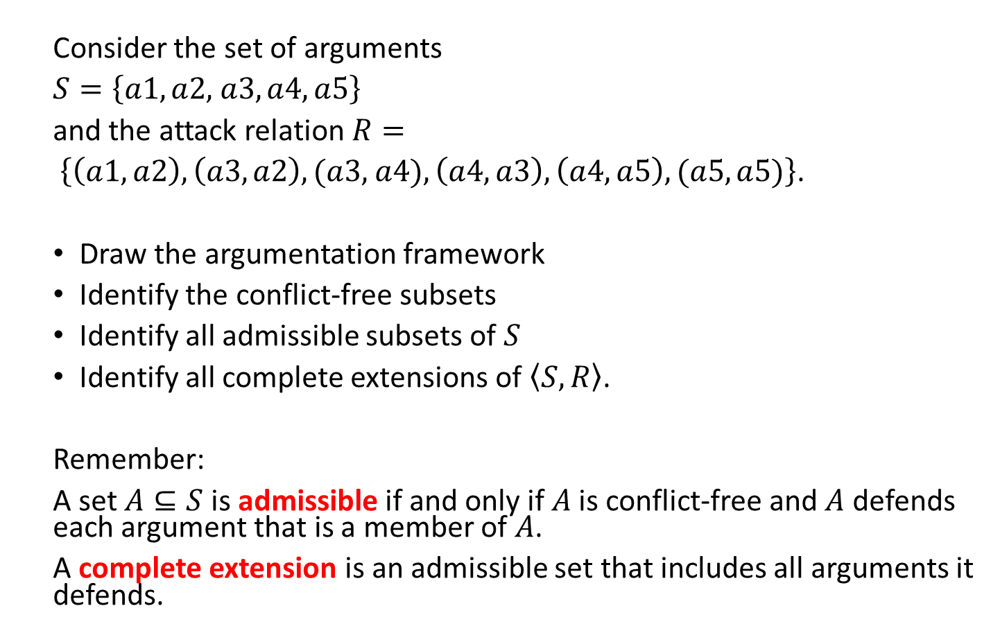 Consider the set of arguments
𝑆 = {𝑎1, 𝑎2, 𝑎3, 𝑎4, 𝑎5}
and the attack relation 𝑅 =
{(𝑎1, 𝑎2), (𝑎3, 𝑎2), (𝑎3, 𝑎4), (𝑎4, 𝑎3), (𝑎4, 𝑎5), (𝑎5, 𝑎5)}.
• Draw the argumentation framework
• Identify the conflict-free subsets
• Identify all admissible subsets of 𝑆
• Identify all complete extensions of ⟨𝑆, 𝑅⟩.
Remember:
A set 𝐴 ⊆ 𝑆 is admissible if and only if 𝐴 is conflict-free and 𝐴 defends
each argument that is a member of 𝐴.
A complete extension is an admissible set that includes all arguments it
defends.